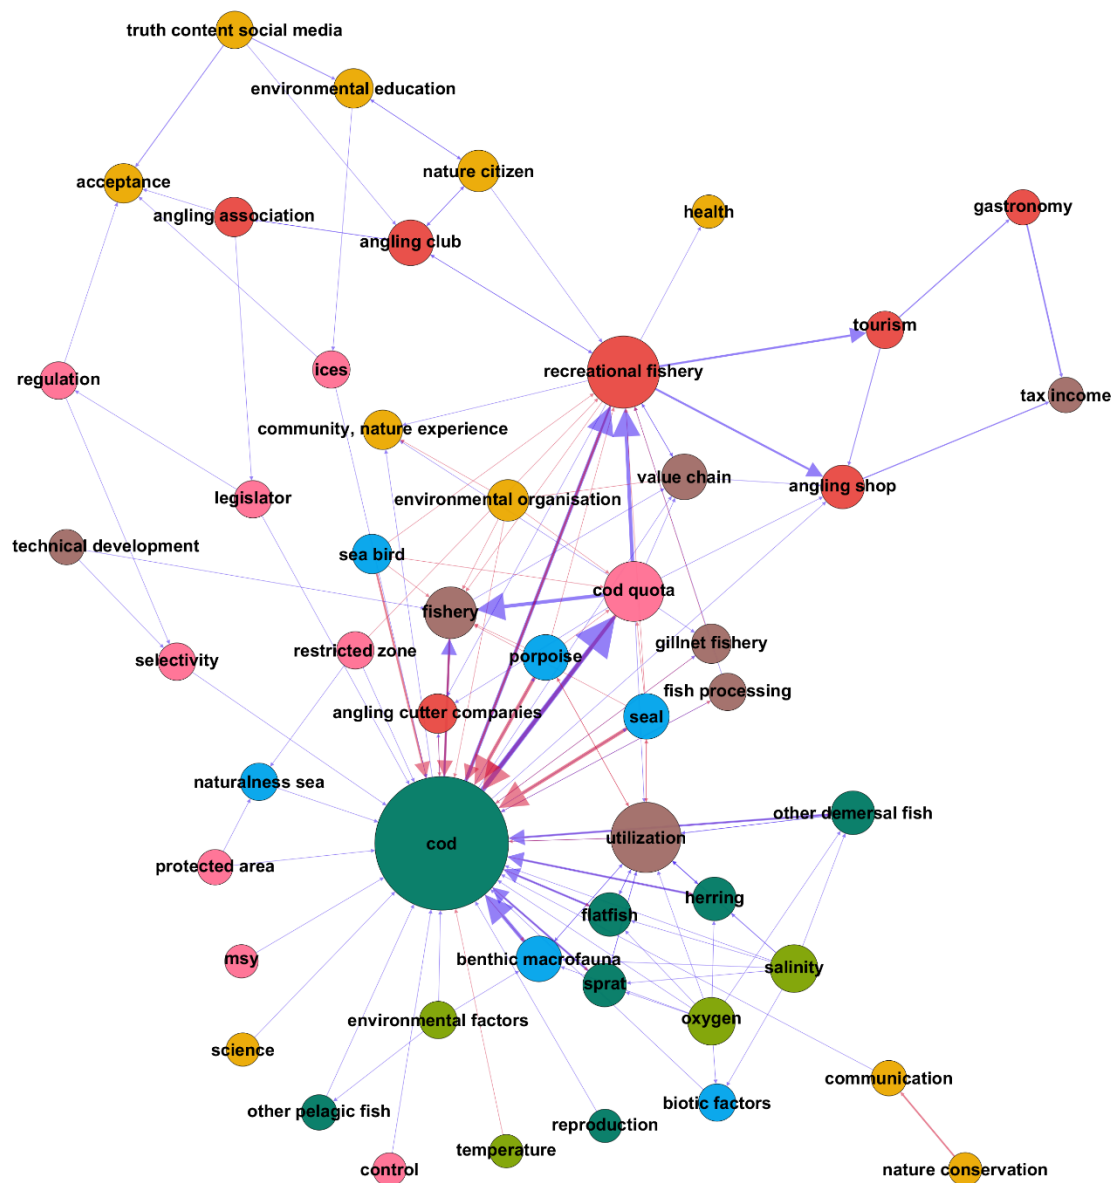 truth content social media
environmental education
nature citizen
acceptance
angling association
angling club
health
gastronomy
tourism
recreational fishery
ices
regulation
tax income
community, nature experience
value chain
angling shop
legislator
environmental organisation
technical development
sea bird
cod quota
fishery
gillnet fishery
restricted zone
porpoise
selectivity
fish processing
angling cutter companies
seal
naturalness sea
other demersal fish
cod
utilization
protected area
herring
flatfish
msy
benthic macrofauna
salinity
sprat
environmental factors
oxygen
science
communication
biotic factors
other pelagic fish
reproduction
temperature
control
nature conservation